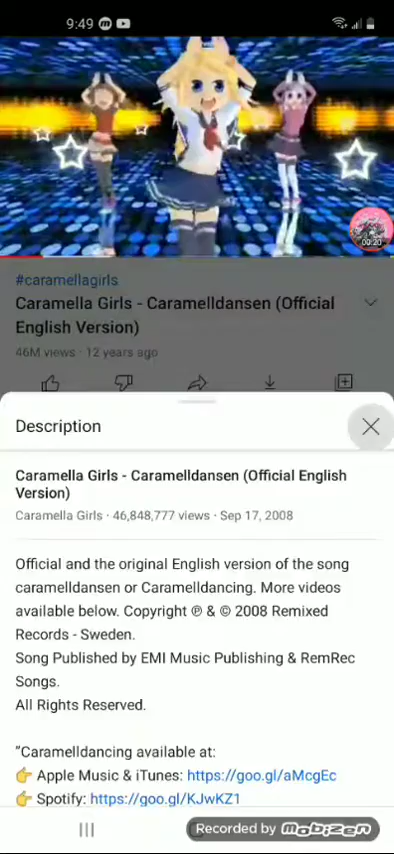 9:49
00:20
#caramellagirls
Caramella Girls - Caramelldansen (Official
English Version)
46M views · 12 years ago
Description
Caramella Girls - Caramelldansen (Official English
Version)
Caramella Girls · 46,848,777 views · Sep 17, 2008
Official and the original English version of the song
caramelldansen or Caramelldancing. More videos
available below. Copyright ℗ & © 2008 Remixed
Records - Sweden.
Song Published by EMI Music Publishing & RemRec
Songs.
All Rights Reserved.
"Caramelldancing available at:
👉 Apple Music & iTunes: https://goo.gl/aMcgEc
👉 Spotify: https://goo.gl/KJwKZ1
Recorded by mobizen